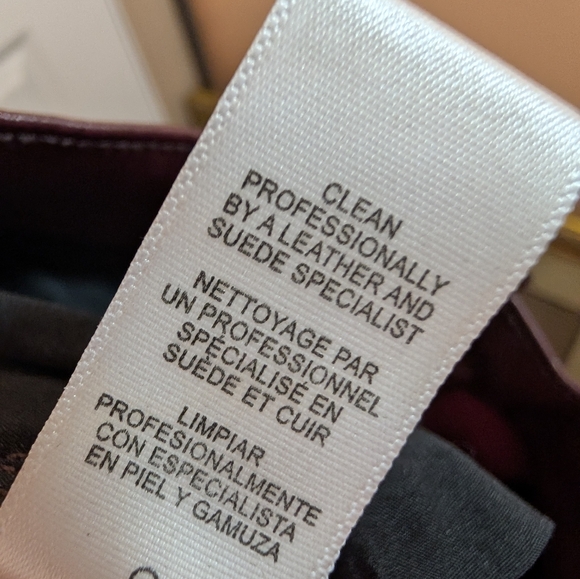 CLEAN
PROFESSIONALLY
BY A LEATHER AND
SUEDE SPECIALIST
NETTOYAGE PAR
UN PROFESSIONNEL
SPÉCIALISÉ EN
SUÈDE ET CUIR
LIMPIAR
PROFESIONALMENTE
CON ESPECIALISTA
EN PIEL Y GAMUZA